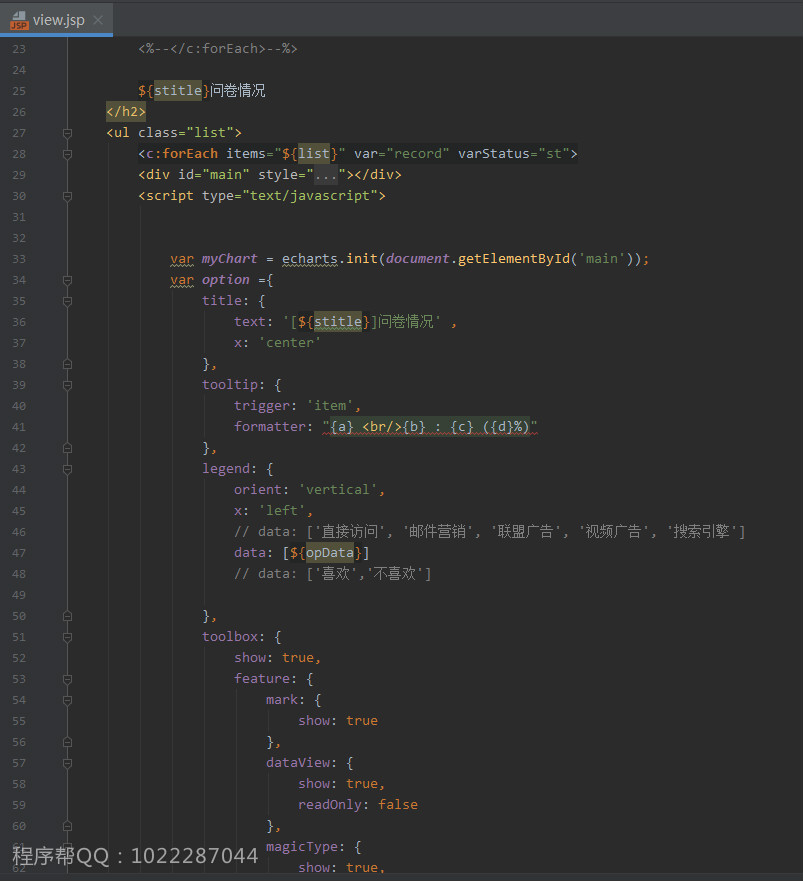 view.jsp
23 <%--</c:forEach>--%>
24
25 ${stitle}问卷情况
26 </h2>
27 <ul class="list">
28 <c:forEach items="${list}" var="record" varStatus="st">
29 <div id="main" style="..."></div>
30 <script type="text/javascript">
31
32
33 var myChart = echarts.init(document.getElementById('main'));
34 var option ={
35 title: {
36 text: '[${stitle}]问卷情况' ,
37 x: 'center'
38 },
39 tooltip: {
40 trigger: 'item',
41 formatter: "{a} <br/>{b} : {c} ({d}%)"
42 },
43 legend: {
44 orient: 'vertical',
45 x: 'left',
46 // data: ['直接访问', '邮件营销', '联盟广告', '视频广告', '搜索引擎']
47 data: [${opData}]
48 // data: ['喜欢','不喜欢']
49
50 },
51 toolbox: {
52 show: true,
53 feature: {
54 mark: {
55 show: true
56 },
57 dataView: {
58 show: true,
59 readOnly: false
60 },
61 magicType: {
62 show: true,
程序帮QQ：1022287044